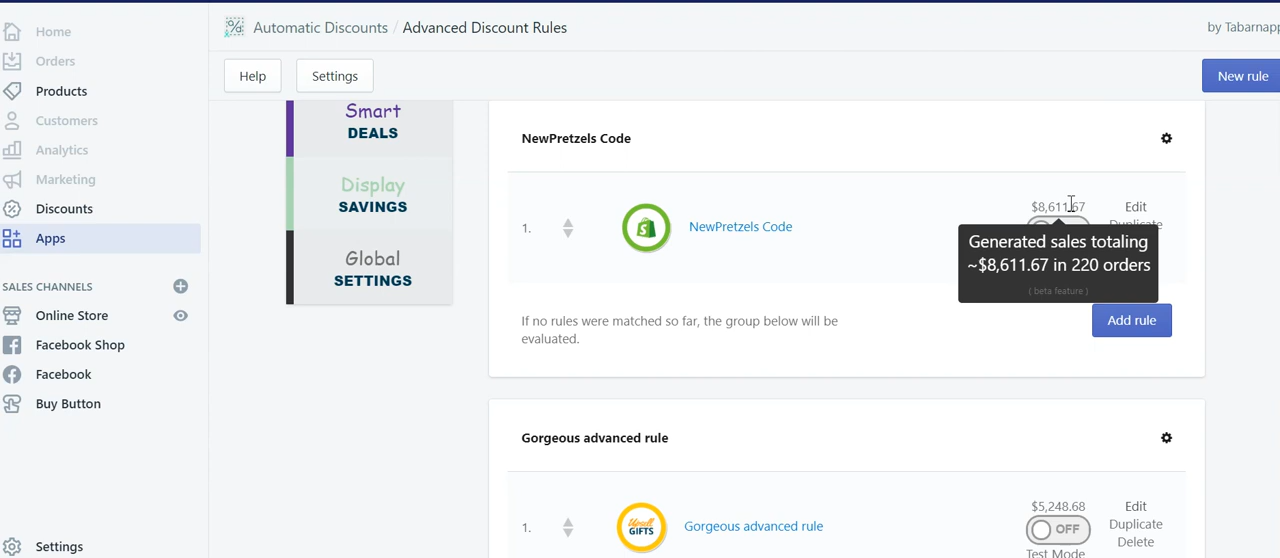 Home
Orders
Products
Customers
Analytics
Marketing
Discounts
Apps
SALES CHANNELS
Online Store
Facebook Shop
Facebook
Buy Button
Settings
Automatic Discounts / Advanced Discount Rules
by Tabarnapp
Help
Settings
New rule
Smart
DEALS
Display
SAVINGS
Global
SETTINGS
NewPretzels Code
1.
NewPretzels Code
$8,611.67
Edit
Duplicate
Generated sales totaling
~$8,611.67 in 220 orders
( beta feature )
If no rules were matched so far, the group below will be
evaluated.
Add rule
Gorgeous advanced rule
1.
Upsell
GIFTS
Gorgeous advanced rule
$5,248.68
OFF
Test Mode
Edit
Duplicate
Delete